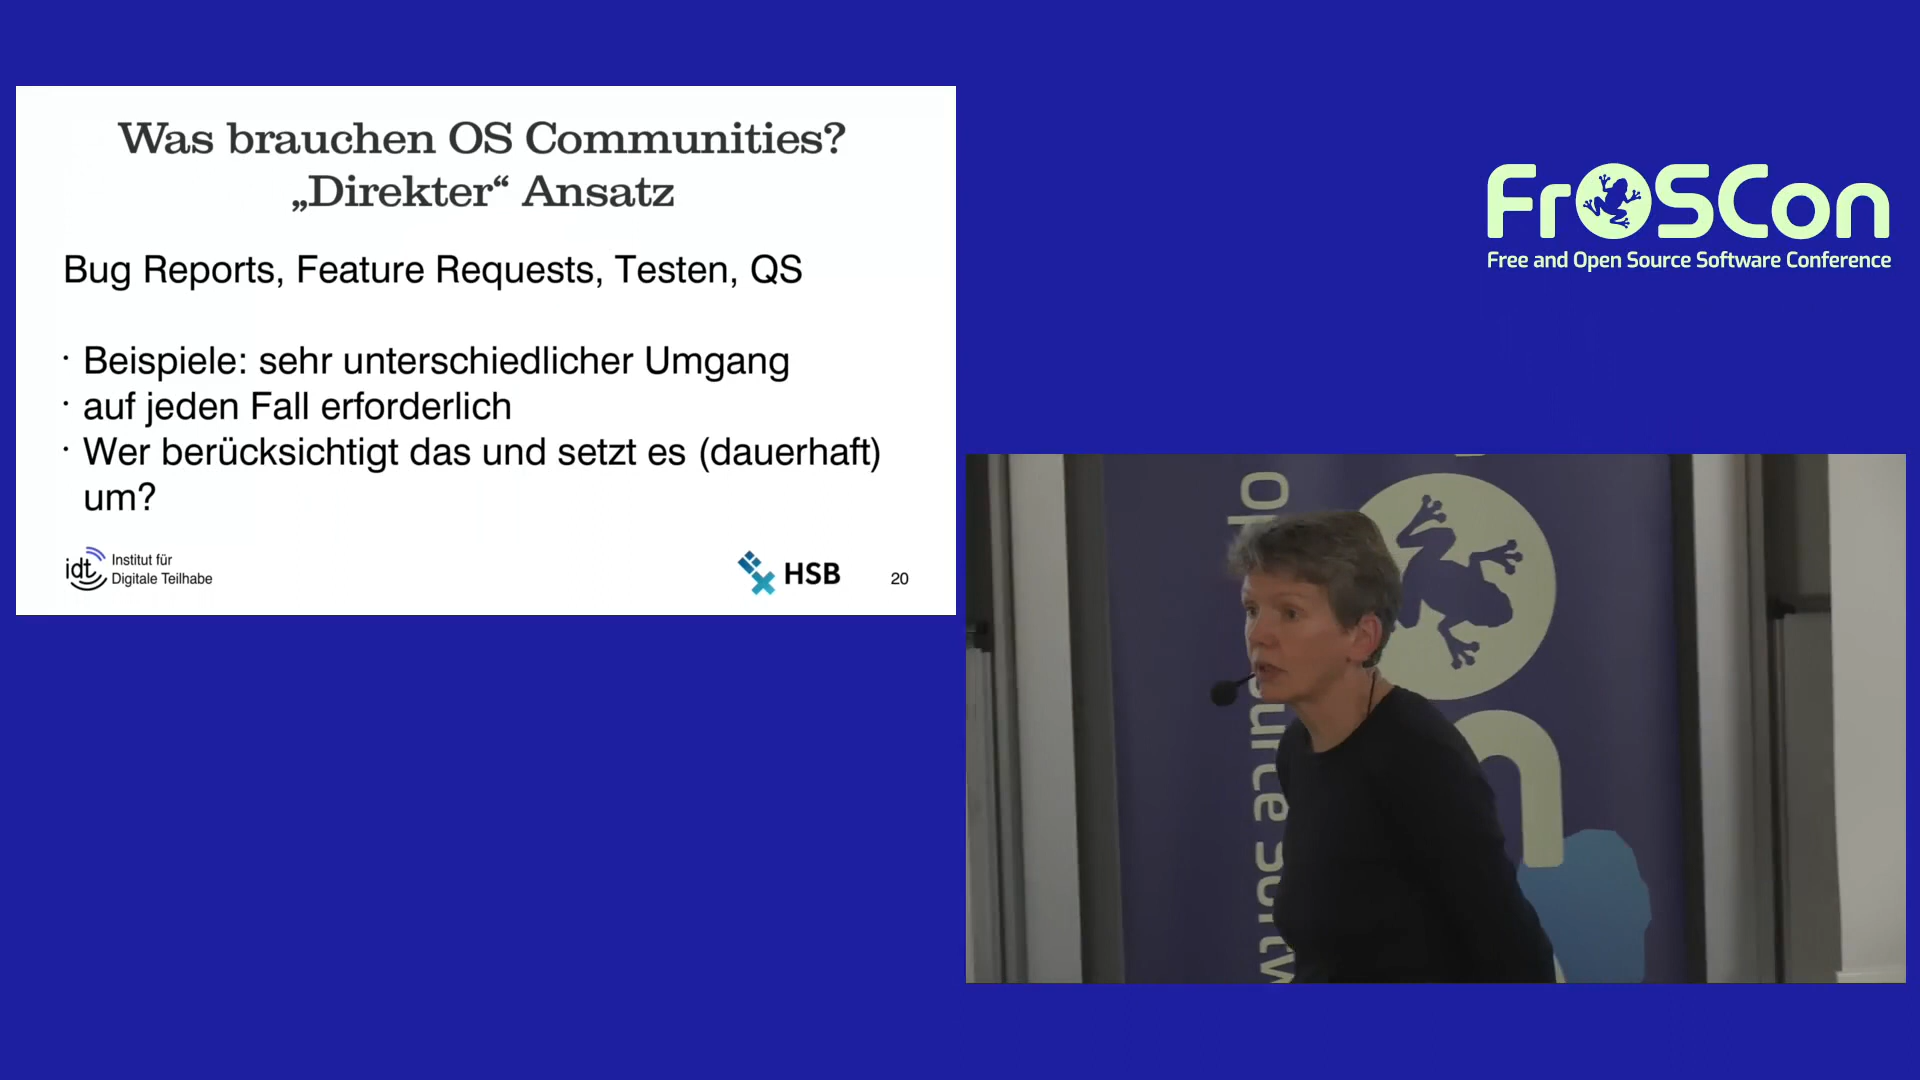 Was brauchen OS Communities?
„Direkter“ Ansatz
Bug Reports, Feature Requests, Testen, QS
· Beispiele: sehr unterschiedlicher Umgang
· auf jeden Fall erforderlich
· Wer berücksichtigt das und setzt es (dauerhaft)
um?
idt Institut für
Digitale Teilhabe
HSB
20
FrOSCon
Free and Open Source Software Conference